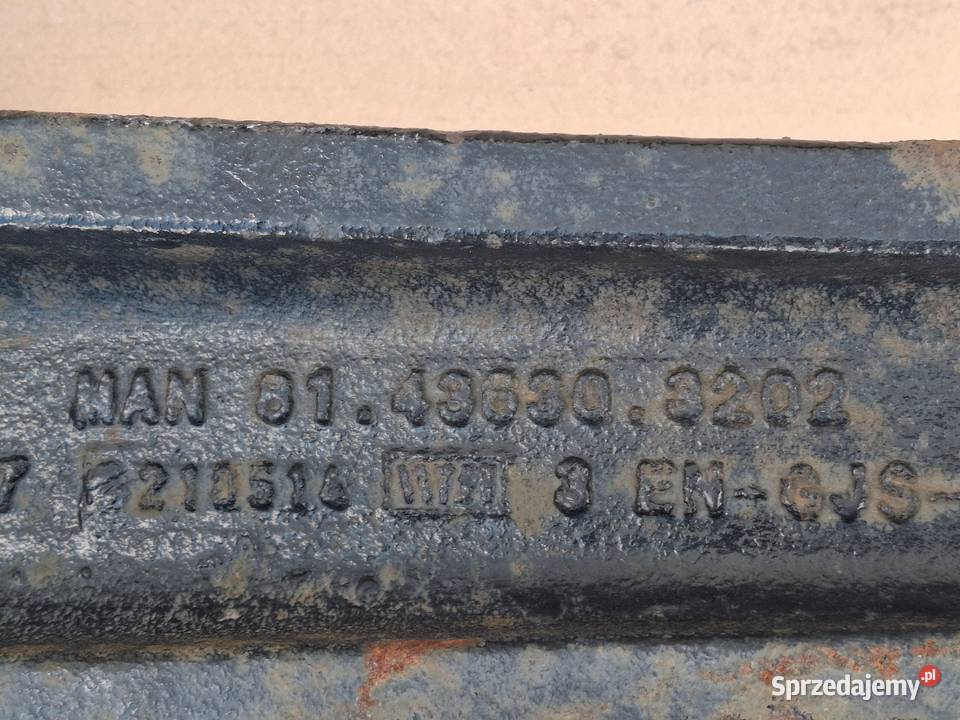 MAN 81.43630.3202
7 210514 3 EN-GJS-
Sprzedajemy.pl